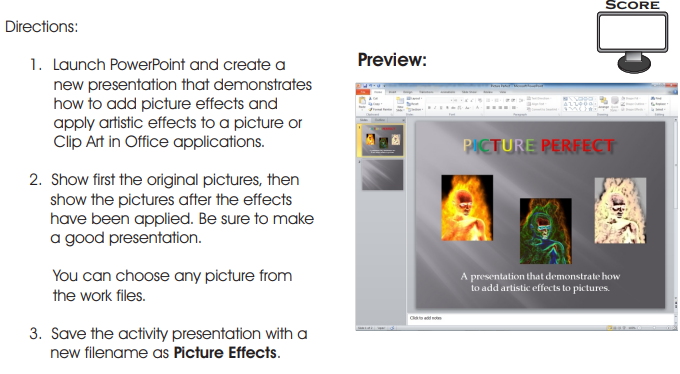 SCORE
Directions:
1. Launch PowerPoint and create a
new presentation that demonstrates
how to add picture effects and
apply artistic effects to a picture or
Clip Art in Office applications.
2. Show first the original pictures, then
show the pictures after the effects
have been applied. Be sure to make
a good presentation.
You can choose any picture from
the work files.
3. Save the activity presentation with a
new filename as Picture Effects.
Preview:
PICTURE PERFECT
A presentation that demonstrate how
to add artistic effects to pictures.
Click to add notes